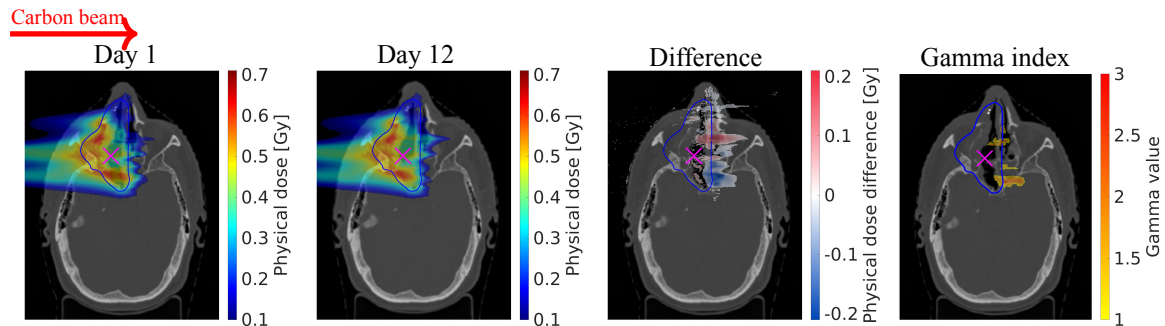 Carbon beam
Day 1
Day 12
Difference
Gamma index
0.7
0.6
0.5
0.4
0.3
0.2
0.1
Physical dose [Gy]
0.7
0.6
0.5
0.4
0.3
0.2
0.1
Physical dose [Gy]
0.2
0.1
0
-0.1
-0.2
Physical dose difference [Gy]
3
2.5
2
1.5
1
Gamma value